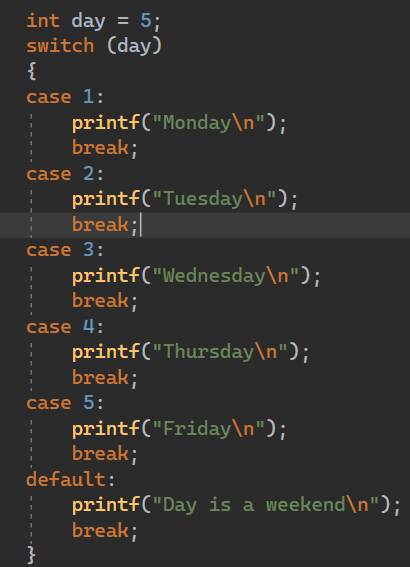 int day = 5;
switch (day)
{
case 1:
    printf("Monday\n");
    break;
case 2:
    printf("Tuesday\n");
    break;
case 3:
    printf("Wednesday\n");
    break;
case 4:
    printf("Thursday\n");
    break;
case 5:
    printf("Friday\n");
    break;
default:
    printf("Day is a weekend\n");
    break;
}